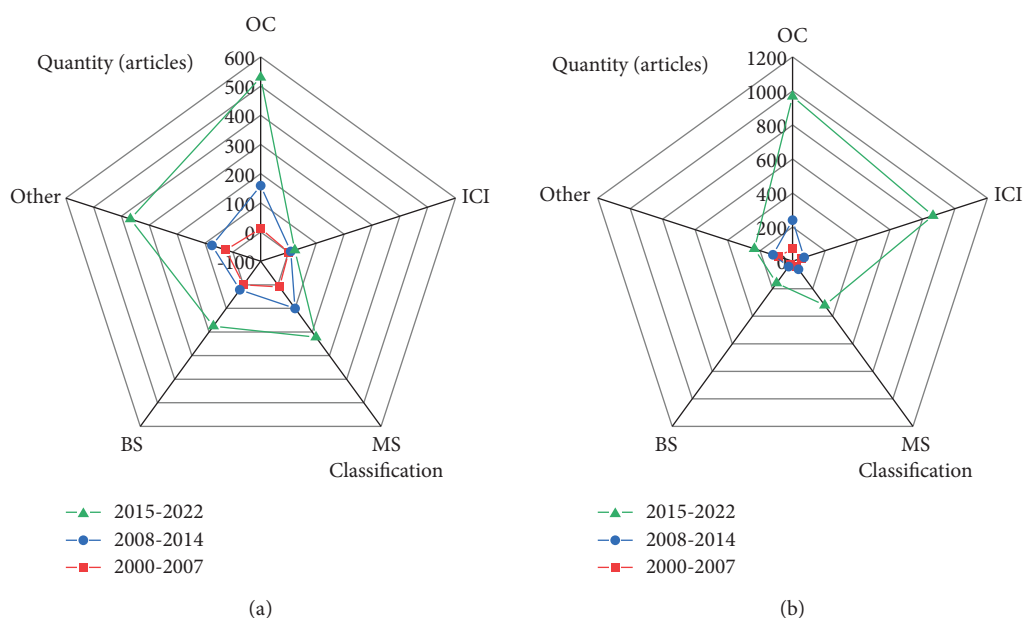 OC
Quantity (articles)
600
500
400
300
200
100
0
-100
Other
ICI
BS
MS
Classification
2015-2022
2008-2014
2000-2007
(a)
OC
Quantity (articles)
1200
1000
800
600
400
200
0
Other
ICI
BS
MS
Classification
2015-2022
2008-2014
2000-2007
(b)